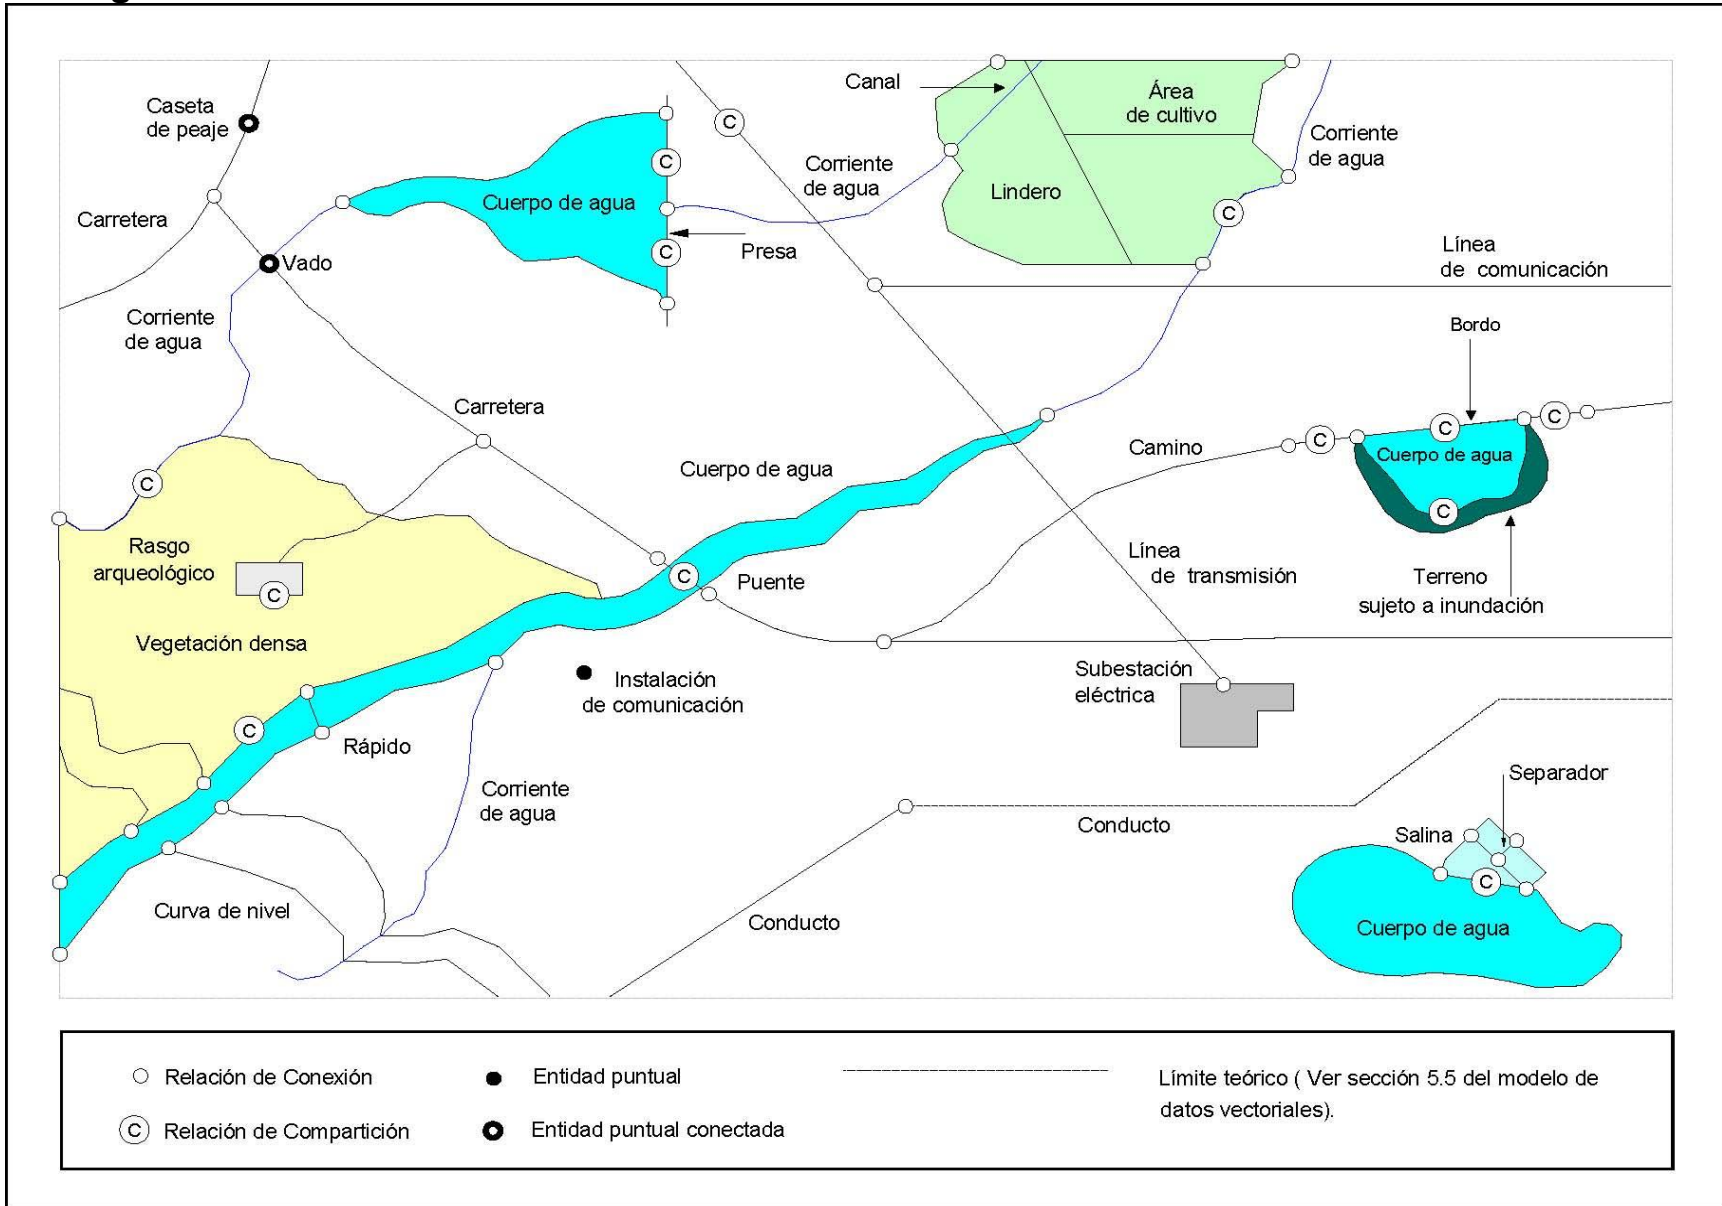 Caseta
de peaje
Canal
Área
de cultivo
C
Corriente
de agua
C
Corriente
de agua
Carretera
Cuerpo de agua
Lindero
C
C
Presa
Vado
Línea
de comunicación
Corriente
de agua
Bordo
Carretera
Camino
C
C
C
Cuerpo de agua
Cuerpo de agua
C
C
Rasgo
arqueológico
C
C
Puente
Línea
de transmisión
Terreno
sujeto a inundación
Vegetación densa
Instalación
de comunicación
Subestación
eléctrica
C
Rápido
Corriente
de agua
Separador
Conducto
Salina
C
Curva de nivel
Conducto
Cuerpo de agua
Relación de Conexión
Entidad puntual
Límite teórico ( Ver sección 5.5 del modelo de
datos vectoriales).
C Relación de Compartición
Entidad puntual conectada